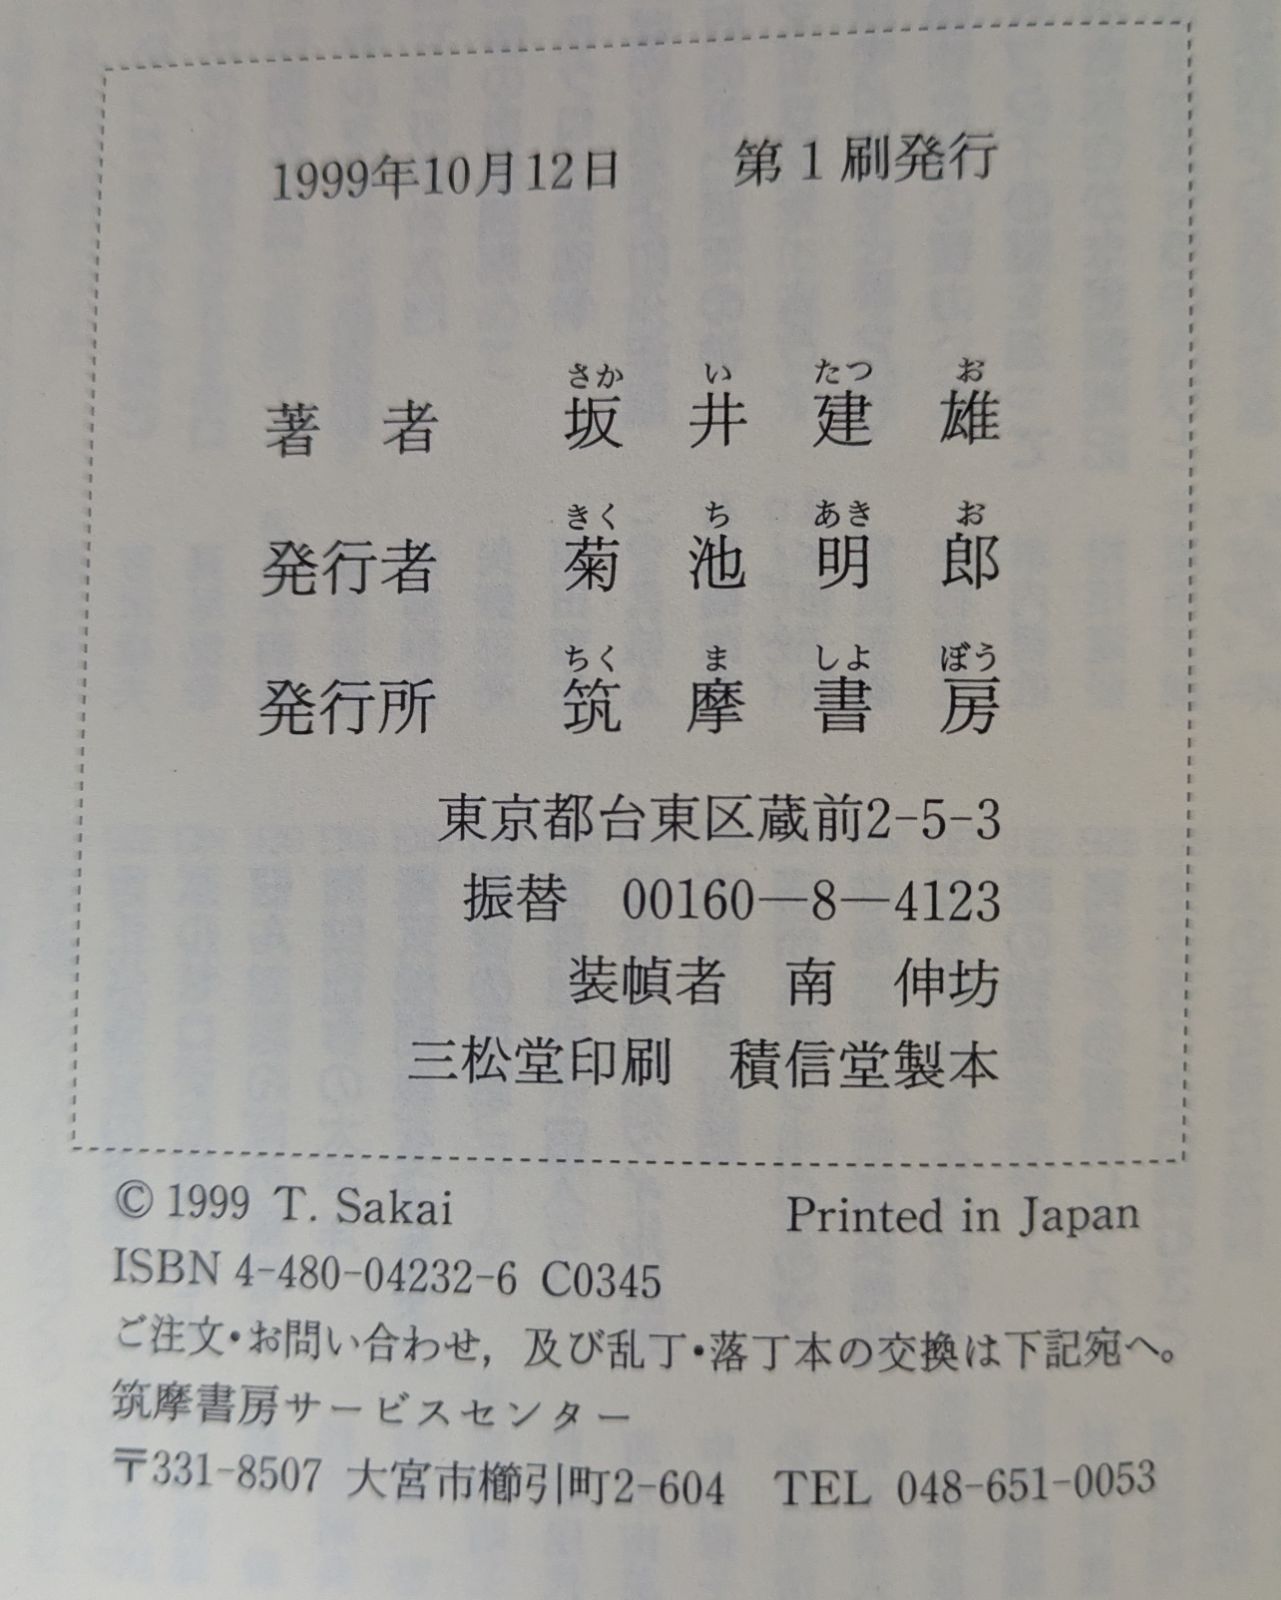 1999年10月12日　第1刷発行
さか い たつ お
著者　坂井建雄
きく ち あき お
発行者　菊池明郎
ちく ま しよ ぼう
発行所　筑摩書房
東京都台東区蔵前2-5-3
振替　00160―8―4123
装幀者　南　伸坊
三松堂印刷　積信堂製本
© 1999 T. Sakai　Printed in Japan
ISBN 4-480-04232-6 C0345
ご注文・お問い合わせ，及び乱丁・落丁本の交換は下記宛へ。
筑摩書房サービスセンター
〒331-8507 大宮市櫛引町2-604　TEL 048-651-0053